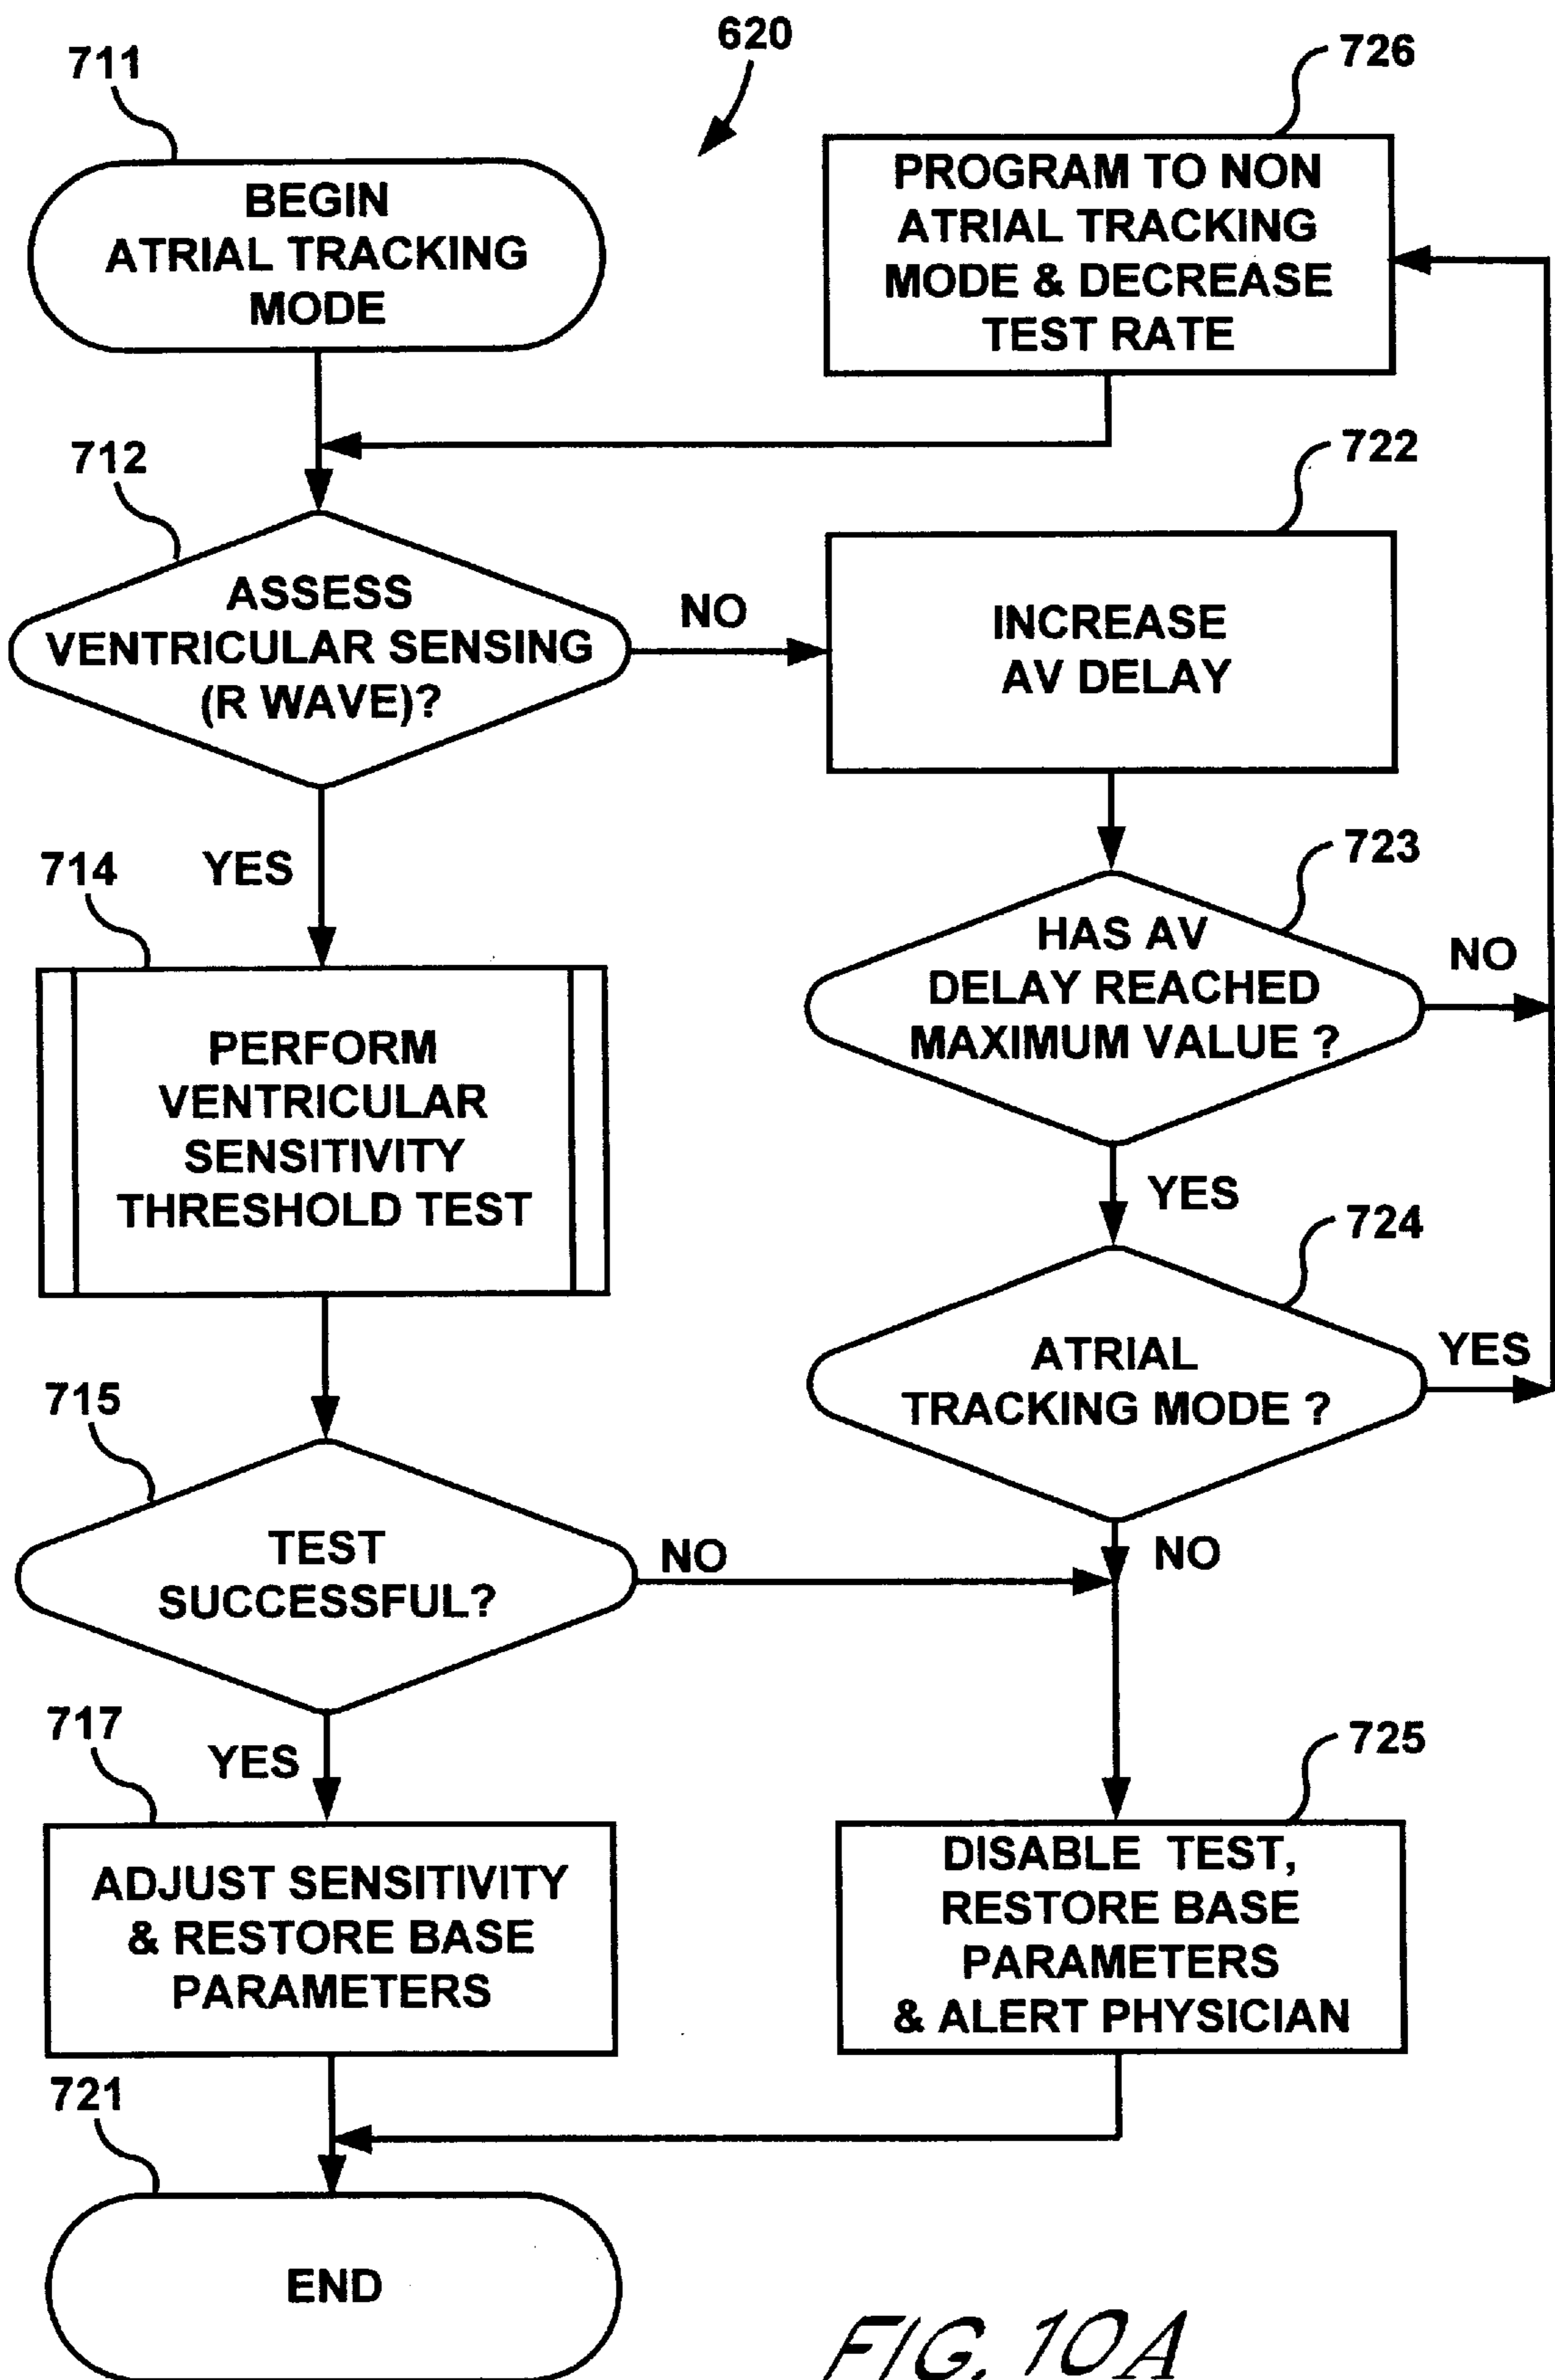 620
711
BEGIN
ATRIAL TRACKING
MODE
726
PROGRAM TO NON
ATRIAL TRACKING
MODE & DECREASE
TEST RATE
712
ASSESS
VENTRICULAR SENSING
(R WAVE)?
NO
722
INCREASE
AV DELAY
YES
714
PERFORM
VENTRICULAR
SENSITIVITY
THRESHOLD TEST
723
HAS AV
DELAY REACHED
MAXIMUM VALUE ?
NO
YES
724
ATRIAL
TRACKING MODE ?
YES
NO
715
TEST
SUCCESSFUL?
NO
YES
717
ADJUST SENSITIVITY
& RESTORE BASE
PARAMETERS
725
DISABLE TEST,
RESTORE BASE
PARAMETERS
& ALERT PHYSICIAN
721
END
FIG. 10A